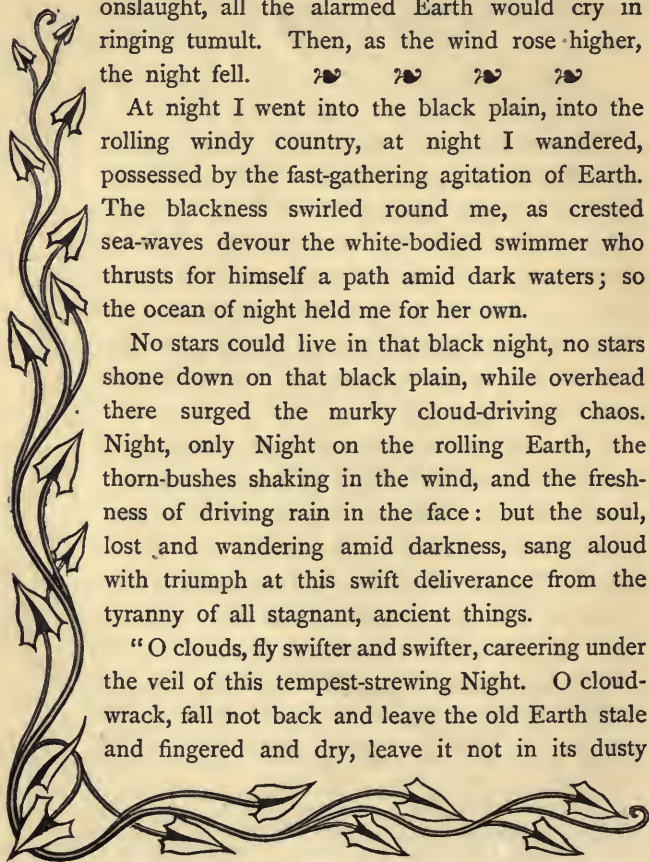 onslaught, all the alarmed Earth would cry in
ringing tumult. Then, as the wind rose higher,
the night fell.
At night I went into the black plain, into the
rolling windy country, at night I wandered,
possessed by the fast-gathering agitation of Earth.
The blackness swirled round me, as crested
sea-waves devour the white-bodied swimmer who
thrusts for himself a path amid dark waters; so
the ocean of night held me for her own.
No stars could live in that black night, no stars
shone down on that black plain, while overhead
there surged the murky cloud-driving chaos.
Night, only Night on the rolling Earth, the
thorn-bushes shaking in the wind, and the fresh-
ness of driving rain in the face: but the soul,
lost and wandering amid darkness, sang aloud
with triumph at this swift deliverance from the
tyranny of all stagnant, ancient things.
"O clouds, fly swifter and swifter, careering under
the veil of this tempest-strewing Night. O cloud-
wrack, fall not back and leave the old Earth stale
and fingered and dry, leave it not in its dusty